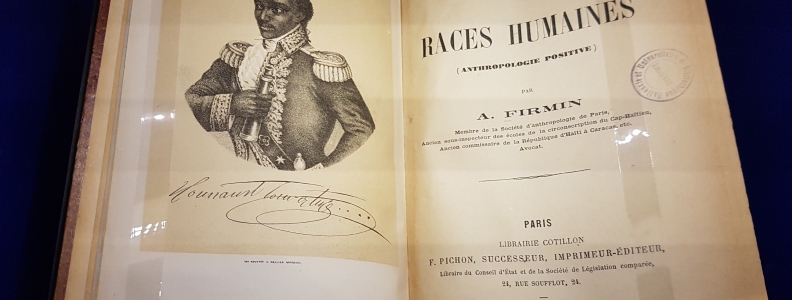 Toussaint Louverture
RACES HUMAINES
(ANTHROPOLOGIE POSITIVE)
PAR
A. FIRMIN
Membre de la Société d'anthropologie de Paris,
Ancien sous-inspecteur des écoles de la circonscription du Cap-Haïtien,
Ancien commissaire de la République d'Haïti à Caracas, etc.
Avocat.
PARIS
LIBRAIRIE COTILLON
F. PICHON, SUCCESSEUR, IMPRIMEUR-ÉDITEUR,
Libraire du Conseil d'État et de la Société de Législation comparée,
24, RUE SOUFFLOT, 24.